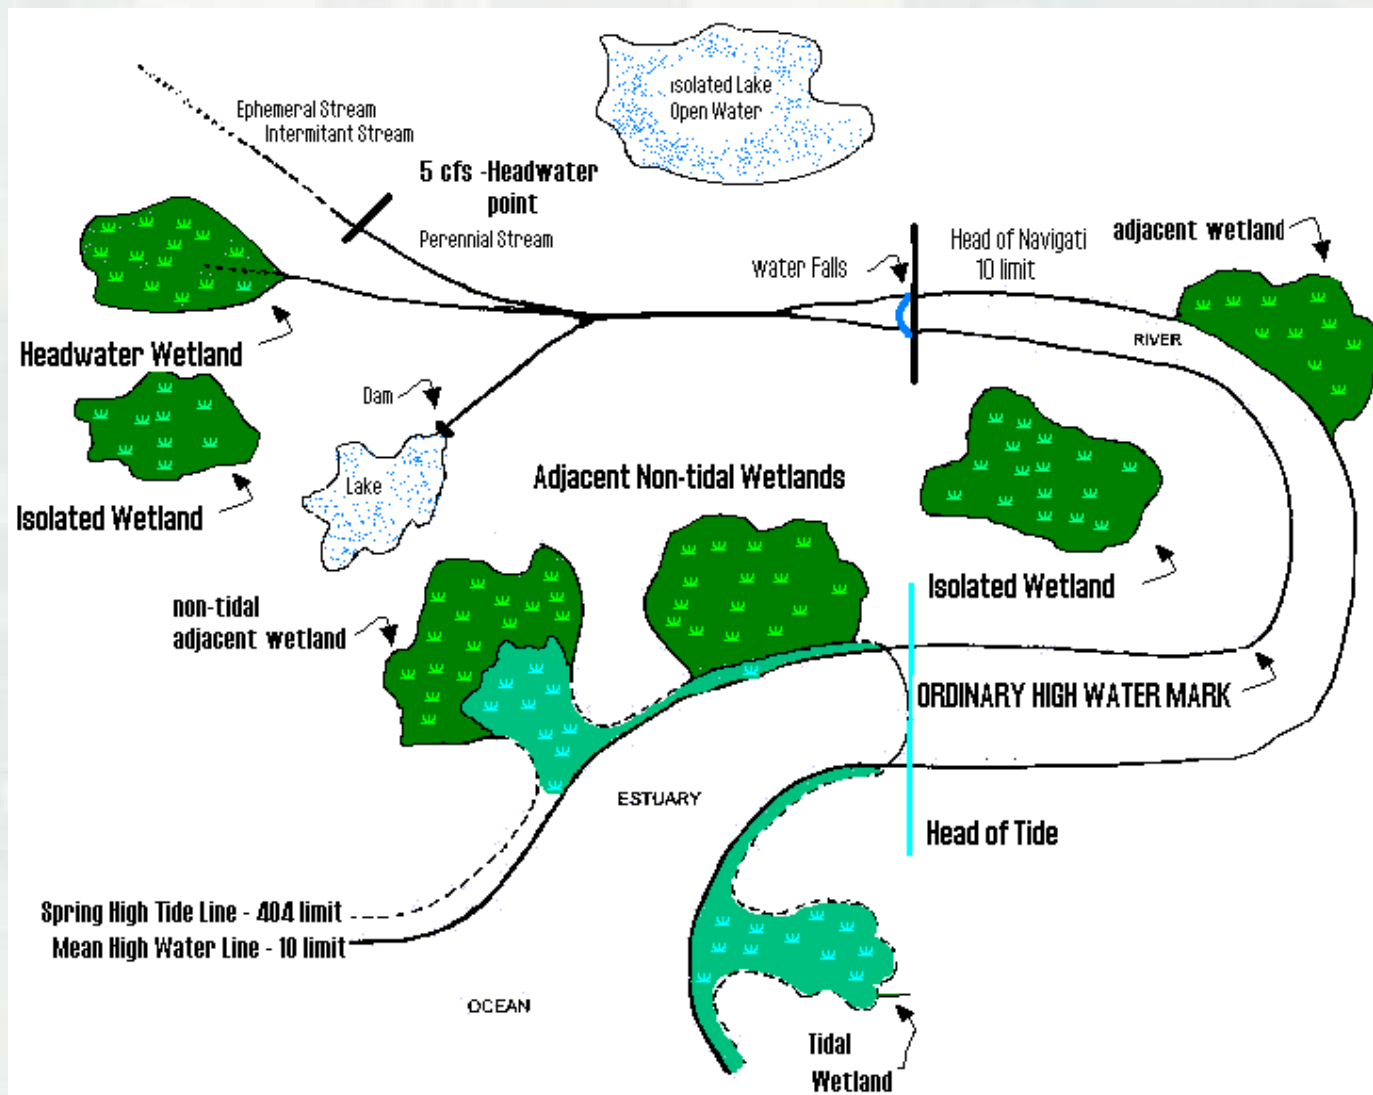 ısolated Lake
Open Water
Ephemeral Stream
Intermitant Stream
5 cfs -Headwater
point
Perennial Stream
water Falls
Head of Navigati
10 limit
adjacent wetland
RIVER
Headwater Wetland
Dam
Lake
Isolated Wetland
Adjacent Non-tidal Wetlands
Isolated Wetland
non-tidal
adjacent wetland
ORDINARY HIGH WATER MARK
ESTUARY
Head of Tide
Spring High Tide Line - 404 limit
Mean High Water Line - 10 limit
OCEAN
Tidal
Wetland